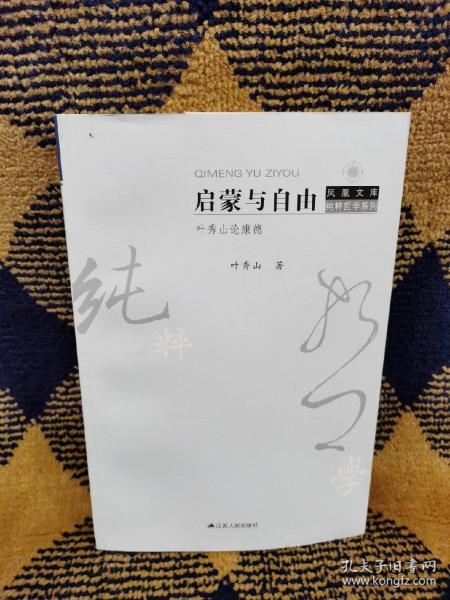 QIMENG YU ZIYOU
启蒙与自由
凤凰文库
纯粹哲学系列
叶秀山论康德
叶秀山 著
纯
粹
哲
學
江苏人民出版社
孔夫子旧书网
www.kongfz.com